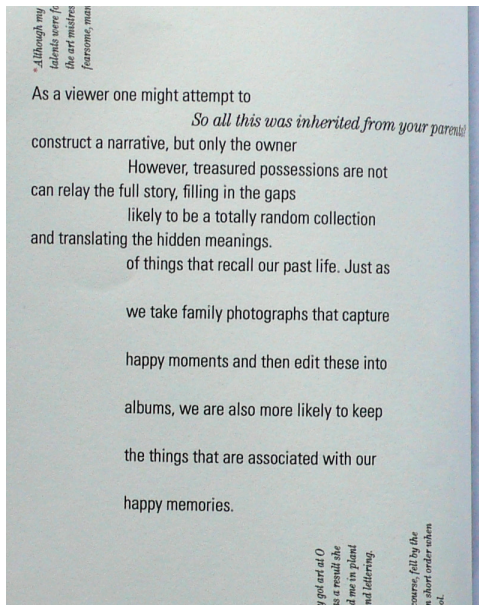 *Although my
talents were
the art mistres
fearsome,
As a viewer one might attempt to
So all this was inherited from your parents?
construct a narrative, but only the owner
However, treasured possessions are not
can relay the full story, filling in the gaps
likely to be a totally random collection
and translating the hidden meanings.
of things that recall our past life. Just as
we take family photographs that capture
happy moments and then edit these into
albums, we are also more likely to keep
the things that are associated with our
happy memories.
got art at O
as a result she
me in plant
nd lettering.
course, fell by the
short order when